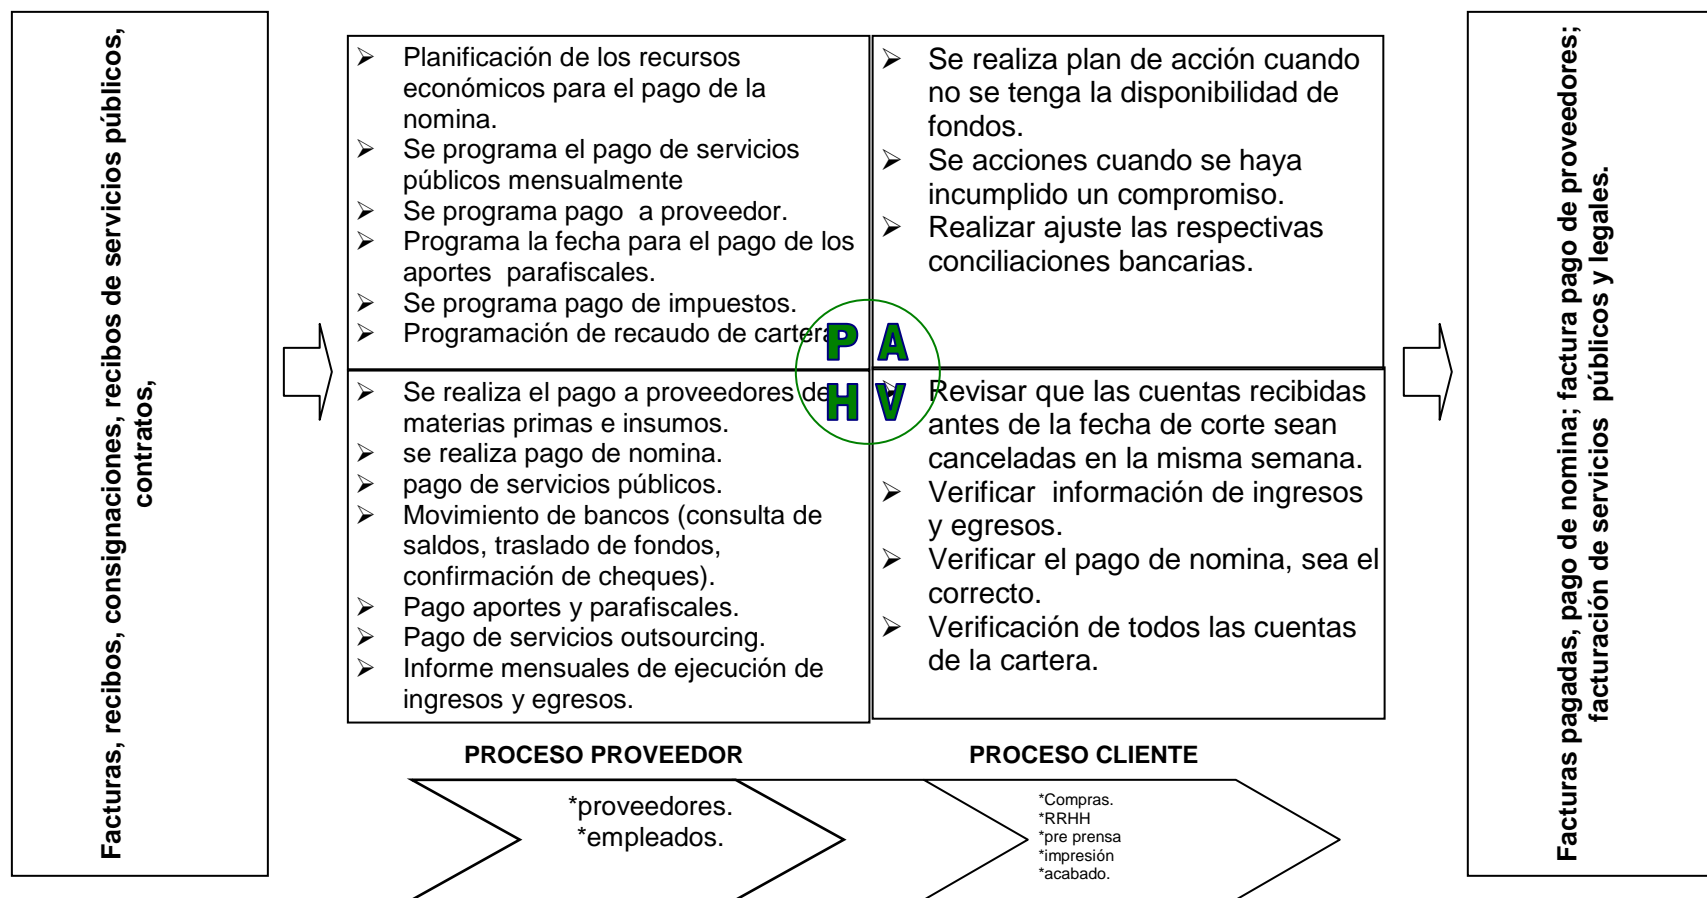 Facturas, recibos, consignaciones, recibos de servicios públicos,
contratos,
➢ Planificación de los recursos
económicos para el pago de la
nomina.
➢ Se programa el pago de servicios
públicos mensualmente
➢ Se programa pago  a proveedor.
➢ Programa la fecha para el pago de los
aportes  parafiscales.
➢ Se programa pago de impuestos.
➢ Programación de recaudo de cartera
➢ Se realiza plan de acción cuando
no se tenga la disponibilidad de
fondos.
➢ Se acciones cuando se haya
incumplido un compromiso.
➢ Realizar ajuste las respectivas
conciliaciones bancarias.
P A
H V
➢ Se realiza el pago a proveedores de
materias primas e insumos.
➢ se realiza pago de nomina.
➢ pago de servicios públicos.
➢ Movimiento de bancos (consulta de
saldos, traslado de fondos,
confirmación de cheques).
➢ Pago aportes y parafiscales.
➢ Pago de servicios outsourcing.
➢ Informe mensuales de ejecución de
ingresos y egresos.
➢ Revisar que las cuentas recibidas
antes de la fecha de corte sean
canceladas en la misma semana.
➢ Verificar  información de ingresos
y egresos.
➢ Verificar el pago de nomina, sea el
correcto.
➢ Verificación de todos las cuentas
de la cartera.
Facturas pagadas, pago de nomina; factura pago de proveedores;
facturación de servicios  públicos y legales.
PROCESO PROVEEDOR
*proveedores.
*empleados.
PROCESO CLIENTE
*Compras.
*RRHH
*pre prensa
*impresión
*acabado.